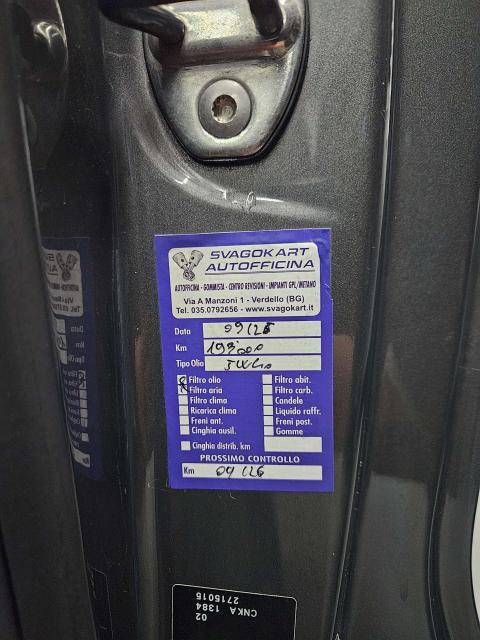 SVAGOKART
AUTOFFICINA
AUTOFFICINA - GOMMISTA - CENTRO REVISIONI - IMPIANTI GPL/METANO
Via A Manzoni 1 - Verdello (BG)
Tel. 035.0792656 - www.svagokart.it
Data 09/25
Km 199.000
Tipo Olio 5W40
Filtro olio Filtro abit.
Filtro aria Filtro carb.
Filtro clima Candele
Ricarica clima Liquido raffr.
Freni ant. Freni post.
Cinghia ausil. Gomme
Cinghia distrib. km
PROSSIMO CONTROLLO
Km 09/26
02
CNKA 1384
2715015